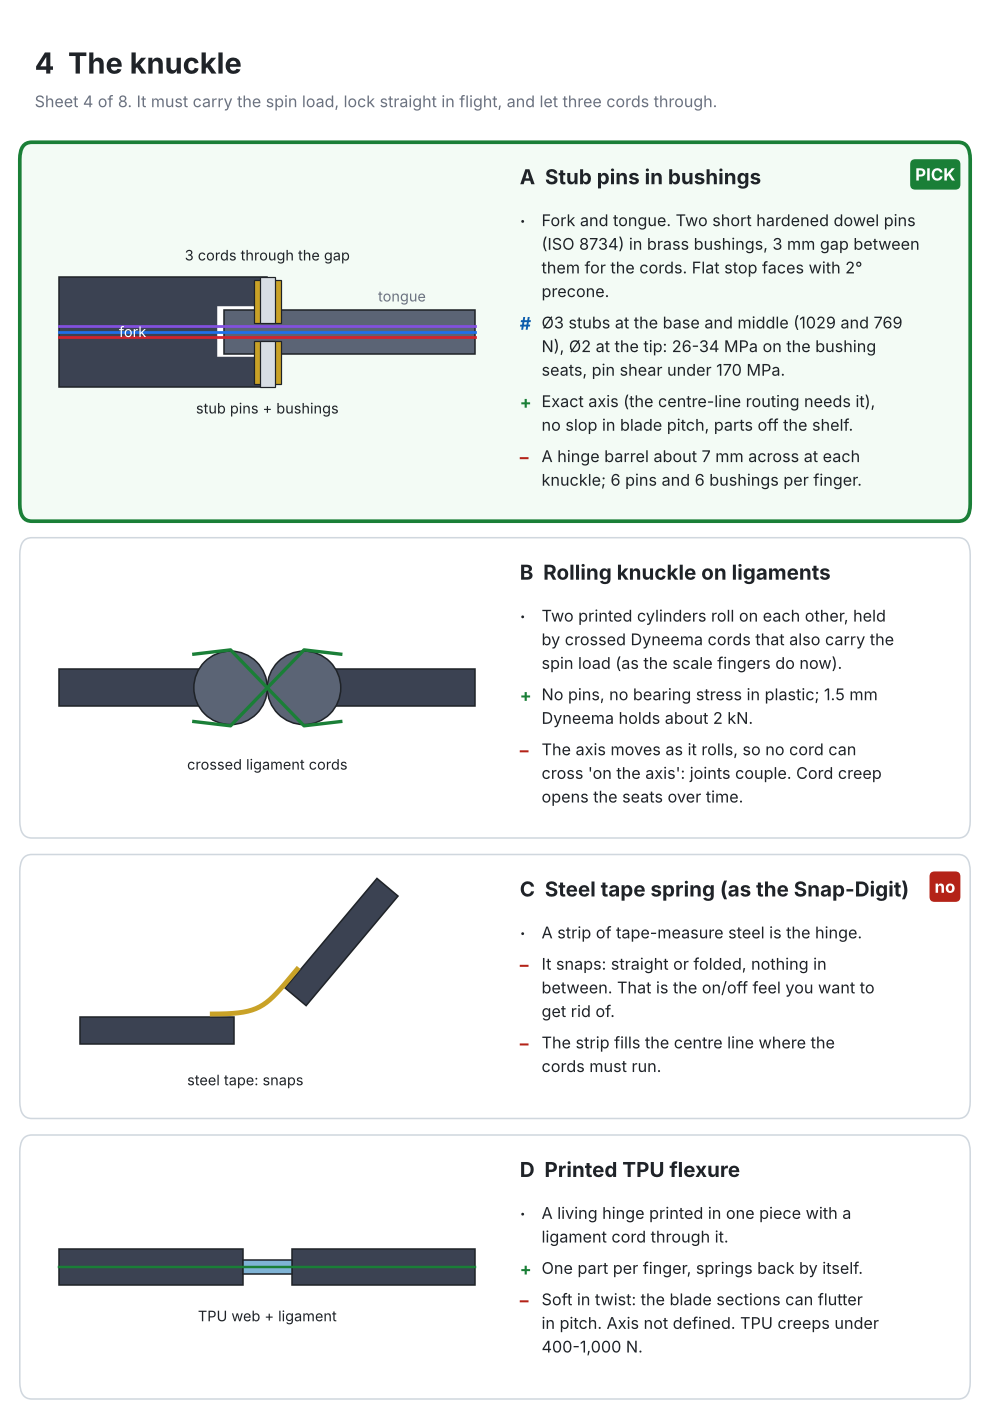 4 The knuckle
Sheet 4 of 8. It must carry the spin load, lock straight in flight, and let three cords through.
3 cords through the gap
tongue
fork
stub pins + bushings
A Stub pins in bushings
PICK
· Fork and tongue. Two short hardened dowel pins
(ISO 8734) in brass bushings, 3 mm gap between
them for the cords. Flat stop faces with 2°
precone.
# Ø3 stubs at the base and middle (1029 and 769
N), Ø2 at the tip: 26-34 MPa on the bushing
seats, pin shear under 170 MPa.
+ Exact axis (the centre-line routing needs it),
no slop in blade pitch, parts off the shelf.
– A hinge barrel about 7 mm across at each
knuckle; 6 pins and 6 bushings per finger.
crossed ligament cords
B Rolling knuckle on ligaments
· Two printed cylinders roll on each other, held
by crossed Dyneema cords that also carry the
spin load (as the scale fingers do now).
+ No pins, no bearing stress in plastic; 1.5 mm
Dyneema holds about 2 kN.
– The axis moves as it rolls, so no cord can
cross 'on the axis': joints couple. Cord creep
opens the seats over time.
steel tape: snaps
C Steel tape spring (as the Snap-Digit)
no
· A strip of tape-measure steel is the hinge.
– It snaps: straight or folded, nothing in
between. That is the on/off feel you want to
get rid of.
– The strip fills the centre line where the
cords must run.
TPU web + ligament
D Printed TPU flexure
· A living hinge printed in one piece with a
ligament cord through it.
+ One part per finger, springs back by itself.
– Soft in twist: the blade sections can flutter
in pitch. Axis not defined. TPU creeps under
400-1,000 N.